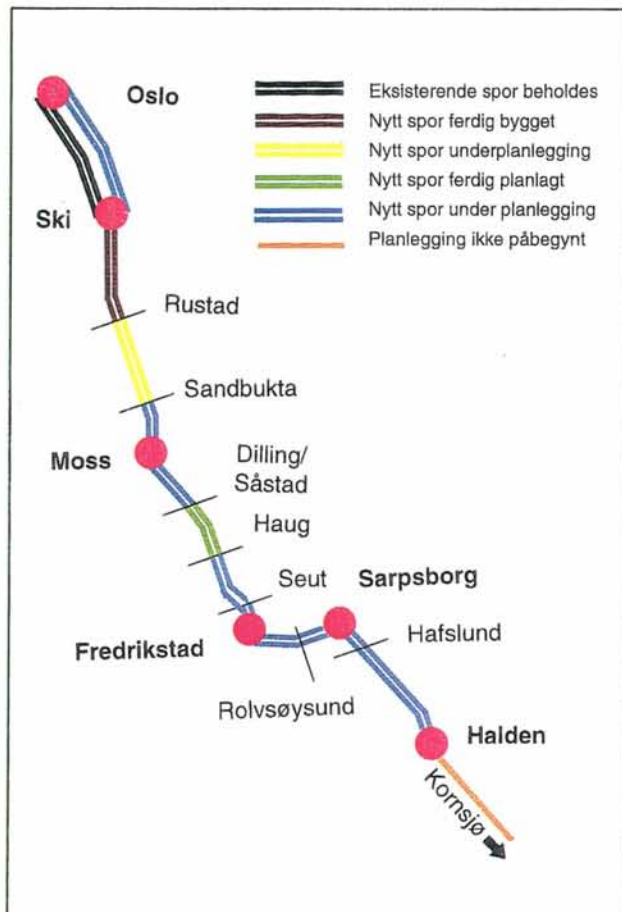 Oslo
Eksisterende spor beholdes
Nytt spor ferdig bygget
Nytt spor underplanlegging
Nytt spor ferdig planlagt
Nytt spor under planlegging
Planlegging ikke påbegynt
Ski
Rustad
Sandbukta
Moss
Dilling/
Såstad
Haug
Seut
Sarpsborg
Fredrikstad
Hafslund
Rolvsøysund
Halden
Kornsjø